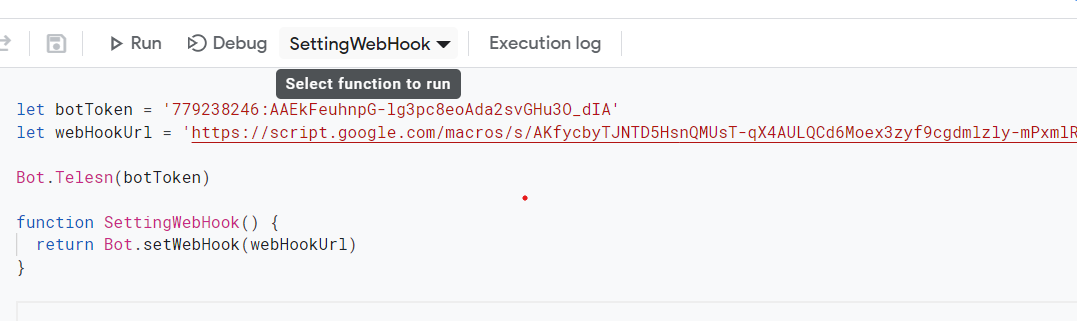 Run Debug SettingWebHook Execution log
Select function to run
let botToken = '779238246:AAEkFeuhnpG-lg3pc8eoAda2svGHu3O_dIA'
let webHookUrl = 'https://script.google.com/macros/s/AKfycbyTJNTD5HsnQMUsT-qX4AULQCd6Moex3zyf9cgdmlzly-mPxmlR
Bot.Telesn(botToken)
function SettingWebHook() {
return Bot.setWebHook(webHookUrl)
}